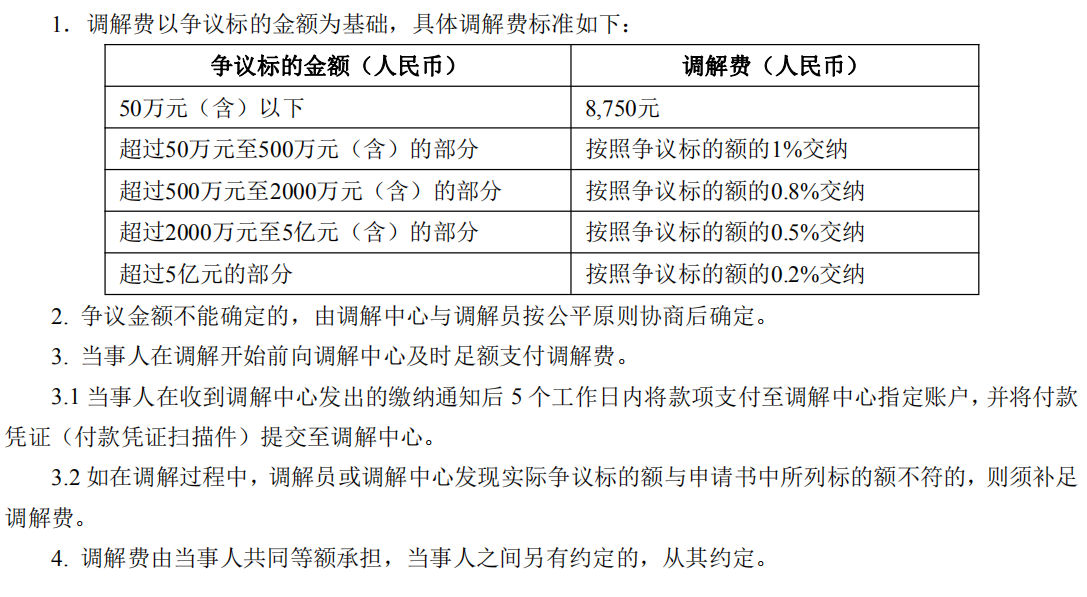 1．调解费以争议标的金额为基础，具体调解费标准如下：
争议标的金额（人民币） 调解费（人民币）
50万元（含）以下 8,750元
超过50万元至500万元（含）的部分 按照争议标的额的1%交纳
超过500万元至2000万元（含）的部分 按照争议标的额的0.8%交纳
超过2000万元至5亿元（含）的部分 按照争议标的额的0.5%交纳
超过5亿元的部分 按照争议标的额的0.2%交纳
2. 争议金额不能确定的，由调解中心与调解员按公平原则协商后确定。
3. 当事人在调解开始前向调解中心及时足额支付调解费。
3.1 当事人在收到调解中心发出的缴纳通知后 5 个工作日内将款项支付至调解中心指定账户，并将付款
凭证（付款凭证扫描件）提交至调解中心。
3.2 如在调解过程中，调解员或调解中心发现实际争议标的额与申请书中所列标的额不符的，则须补足
调解费。
4. 调解费由当事人共同等额承担，当事人之间另有约定的，从其约定。